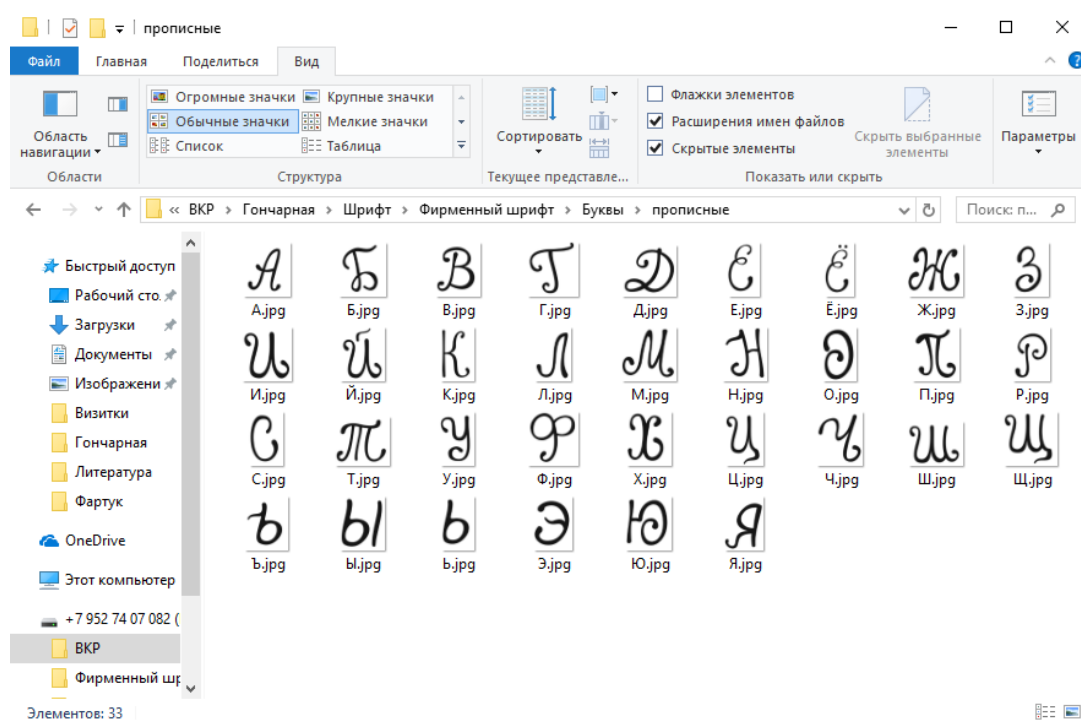 прописные
Файл Главная Поделиться Вид
Область навигации
Огромные значки Крупные значки
Обычные значки Мелкие значки
Список Таблица
Сортировать
Флажки элементов
Расширения имен файлов
Скрытые элементы
Скрыть выбранные элементы
Параметры
Области Структура Текущее представле... Показать или скрыть
« ВКР › Гончарная › Шрифт › Фирменный шрифт › Буквы › прописные
Поиск: п...
Быстрый доступ
Рабочий сто.
Загрузки
Документы
Изображени
Визитки
Гончарная
Литература
Фартук
OneDrive
Этот компьютер
+7 952 74 07 082 (
ВКР
Фирменный шр
А Б В Г Д Е Ё Ж З
А.jpg Б.jpg В.jpg Г.jpg Д.jpg Е.jpg Ё.jpg Ж.jpg З.jpg
И Й К Л М Н О П Р
И.jpg Й.jpg К.jpg Л.jpg М.jpg Н.jpg О.jpg П.jpg Р.jpg
С Т У Ф Х Ц Ч Ш Щ
С.jpg Т.jpg У.jpg Ф.jpg Х.jpg Ц.jpg Ч.jpg Ш.jpg Щ.jpg
Ъ Ы Ь Э Ю Я
Ъ.jpg Ы.jpg Ь.jpg Э.jpg Ю.jpg Я.jpg
Элементов: 33